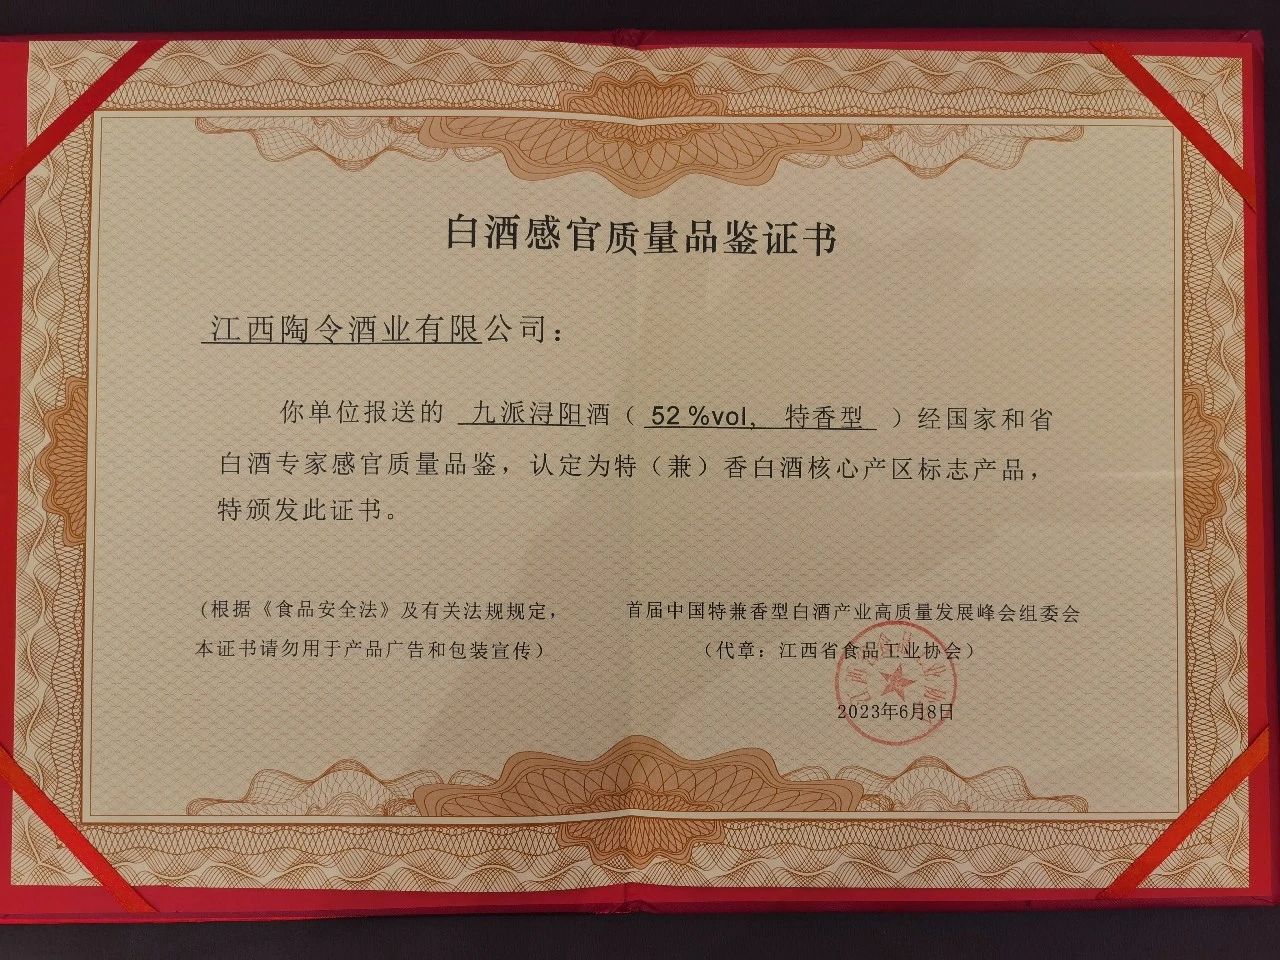 白酒感官质量品鉴证书
江西陶令酒业有限公司：
你单位报送的 九派浔阳酒（ 52 %vol, 特香型 ）经国家和省
白酒专家感官质量品鉴，认定为特（兼）香白酒核心产区标志产品，
特颁发此证书。
(根据《食品安全法》及有关法规规定，
本证书请勿用于产品广告和包装宣传）
首届中国特兼香型白酒产业高质量发展峰会组委会
（代章：江西省食品工业协会）
2023年6月8日